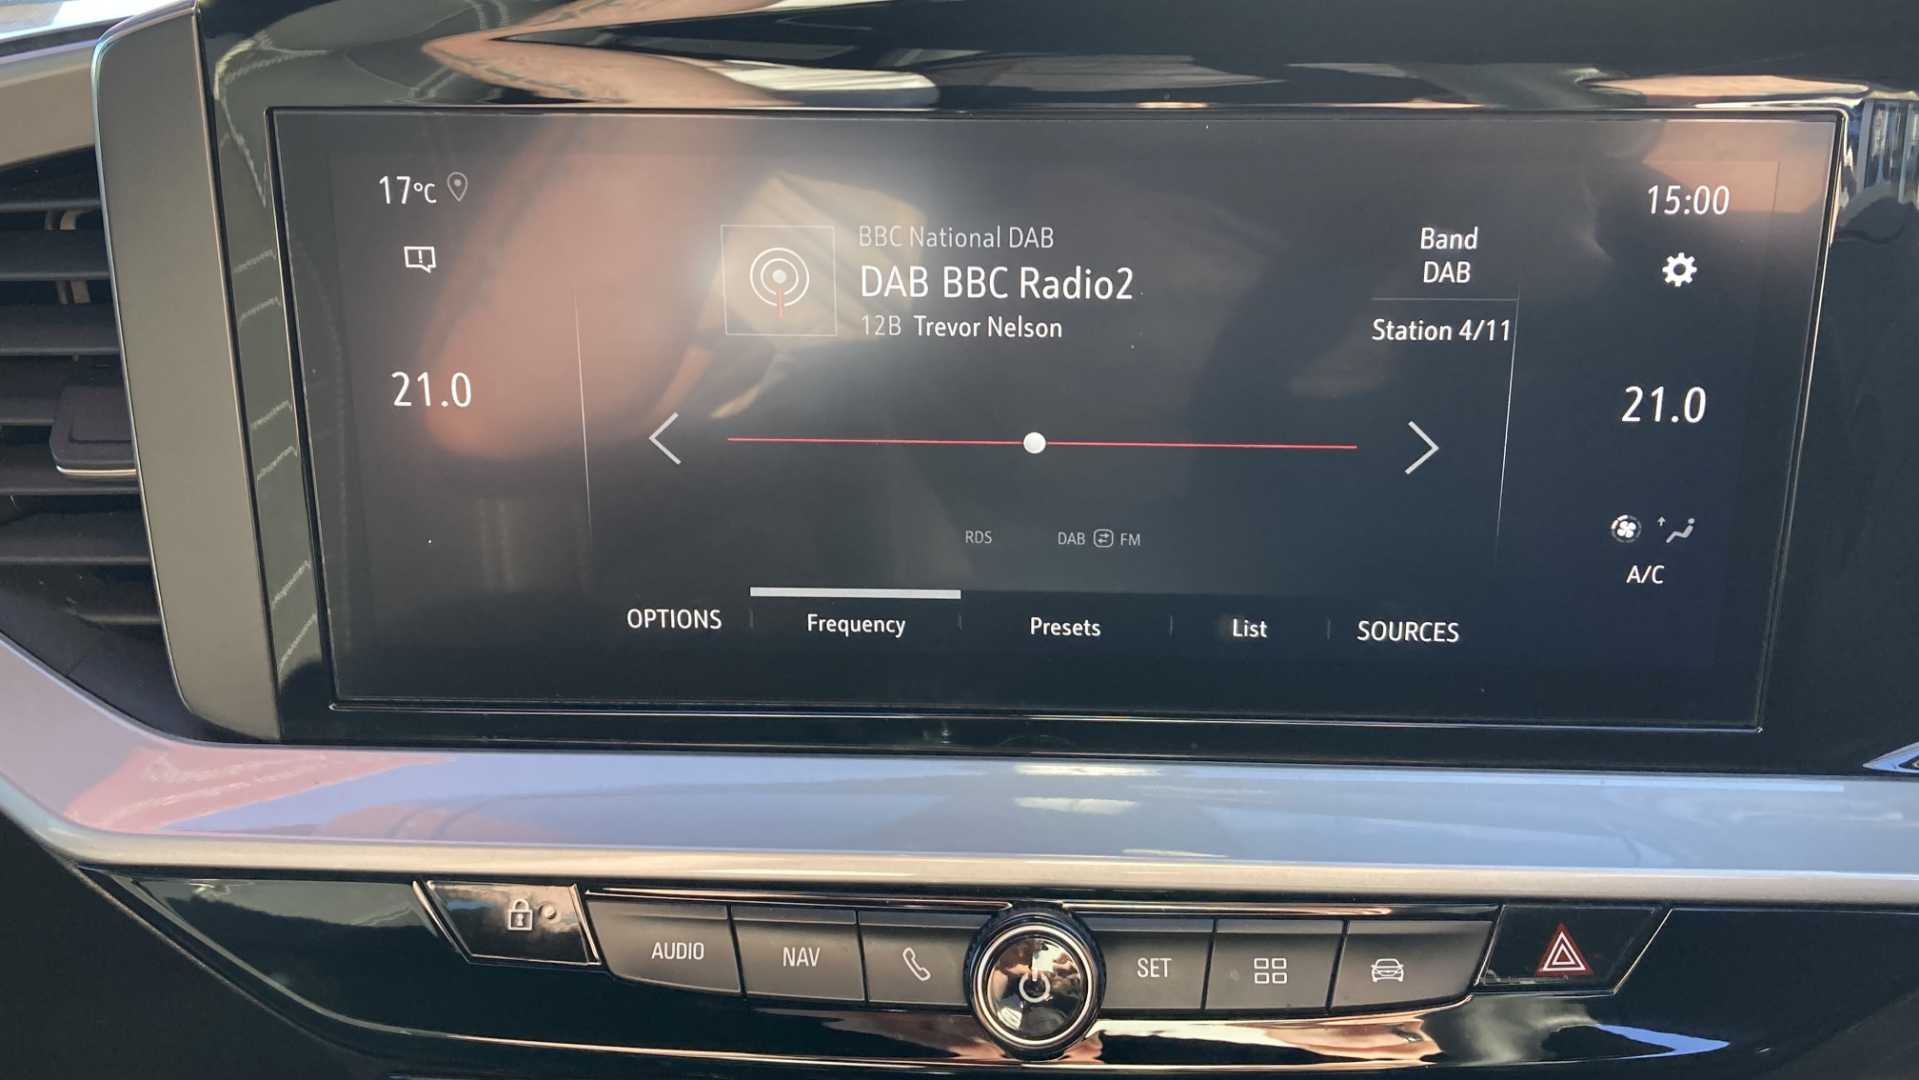 17°C
15:00
BBC National DAB
DAB BBC Radio2
12B Trevor Nelson
Band
DAB
Station 4/11
21.0
21.0
RDS
DAB FM
A/C
OPTIONS
Frequency
Presets
List
SOURCES
AUDIO
NAV
SET